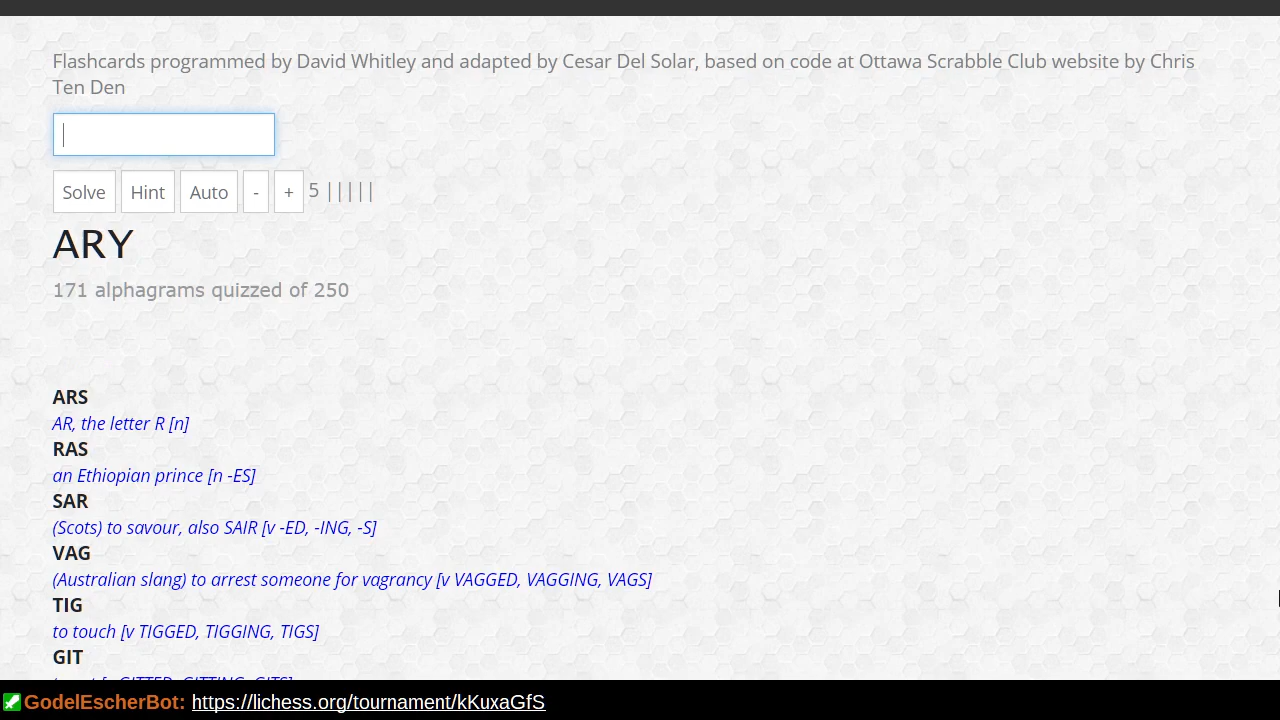 Flashcards programmed by David Whitley and adapted by Cesar Del Solar, based on code at Ottawa Scrabble Club website by Chris
Ten Den
Solve Hint Auto - + 5 |||||
ARY
171 alphagrams quizzed of 250
ARS
AR, the letter R [n]
RAS
an Ethiopian prince [n -ES]
SAR
(Scots) to savour, also SAIR [v -ED, -ING, -S]
VAG
(Australian slang) to arrest someone for vagrancy [v VAGGED, VAGGING, VAGS]
TIG
to touch [v TIGGED, TIGGING, TIGS]
GIT
GodelEscherBot: https://lichess.org/tournament/kKuxaGfS